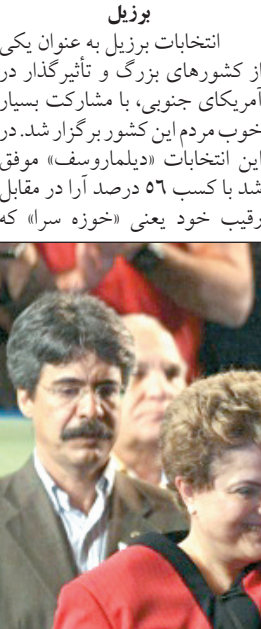 برزیل
انتخابات برزیل به عنوان یکی
از کشورهای بزرگ و تأثیرگذار در
آمریکای جنوبی، با مشارکت بسیار
خوب مردم این کشور برگزار شد. در
این انتخابات «دیلماروسف» موفق
شد با کسب ٥٦ درصد آرا در مقابل
رقیب خود یعنی «خوزه سرا» که